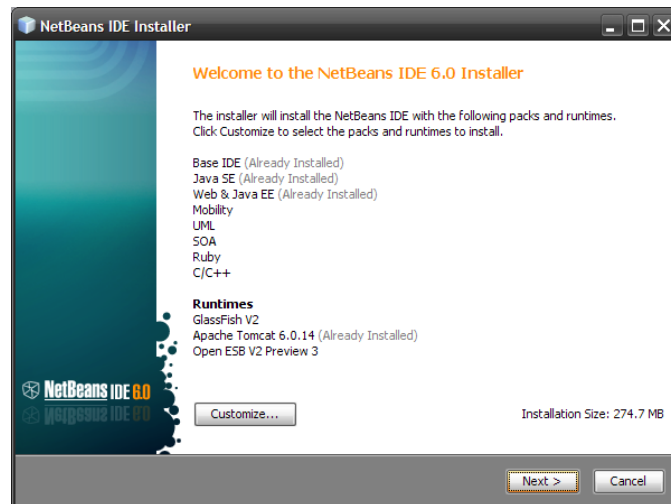 NetBeans IDE Installer
Welcome to the NetBeans IDE 6.0 Installer
The installer will install the NetBeans IDE with the following packs and runtimes.
Click Customize to select the packs and runtimes to install.
Base IDE (Already Installed)
Java SE (Already Installed)
Web & Java EE (Already Installed)
Mobility
UML
SOA
Ruby
C/C++
Runtimes
GlassFish V2
Apache Tomcat 6.0.14 (Already Installed)
Open ESB V2 Preview 3
NetBeans IDE 6.0
Customize...
Installation Size: 274.7 MB
Next >
Cancel